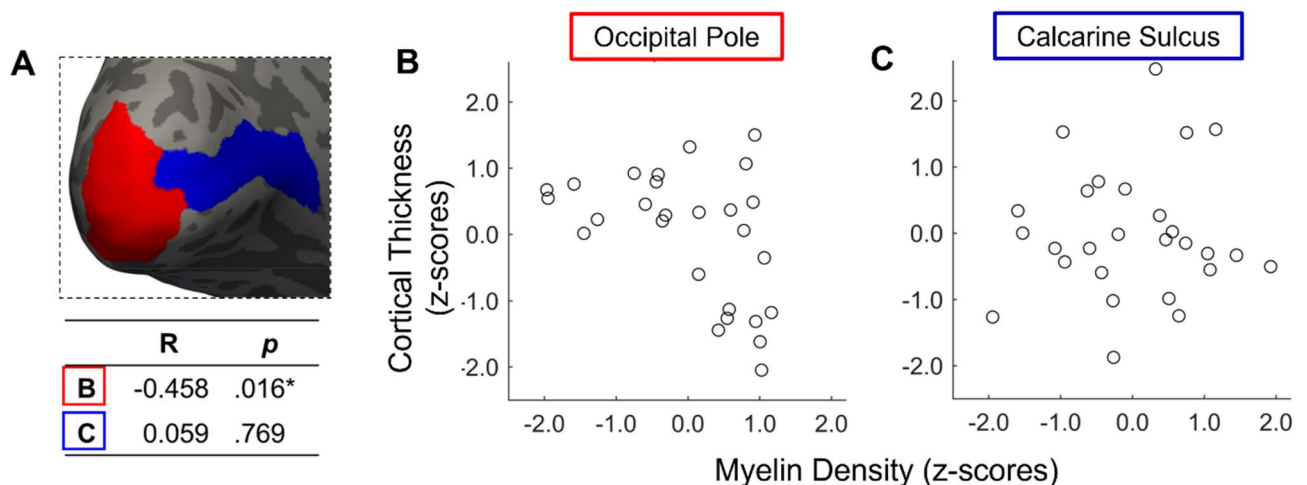 A
R p
B -0.458 .016*
C 0.059 .769
B
Occipital Pole
Cortical Thickness
(z-scores)
2.0
1.0
0.0
-1.0
-2.0
-2.0 -1.0 0.0 1.0 2.0
C
Calcarine Sulcus
2.0
1.0
0.0
-1.0
-2.0
-2.0 -1.0 0.0 1.0 2.0
Myelin Density (z-scores)